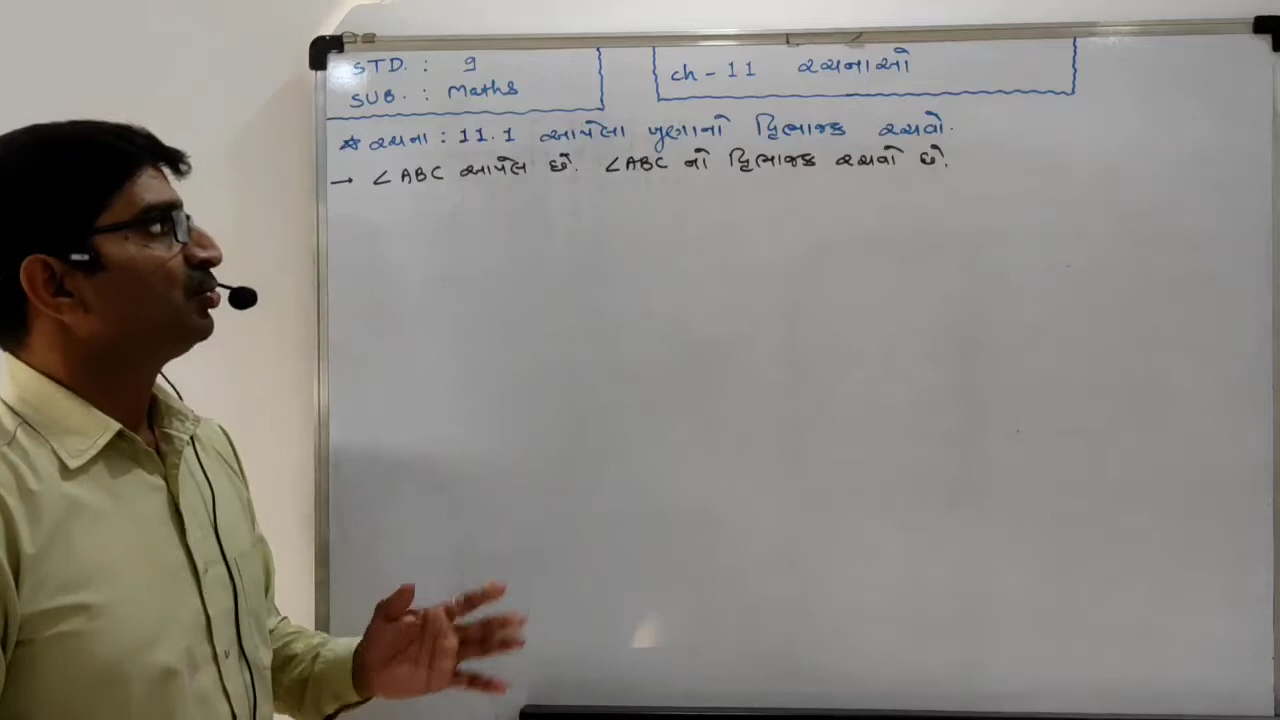 STD. : 9
SUB. : Maths
ch - 11 રચનાઓ
* રચના : 11.1 આપેલા ખૂણાનો દ્વિભાજક રચવો.
→ ∠ABC આપેલ છે. ∠ABC નો દ્વિભાજક રચવો છે.